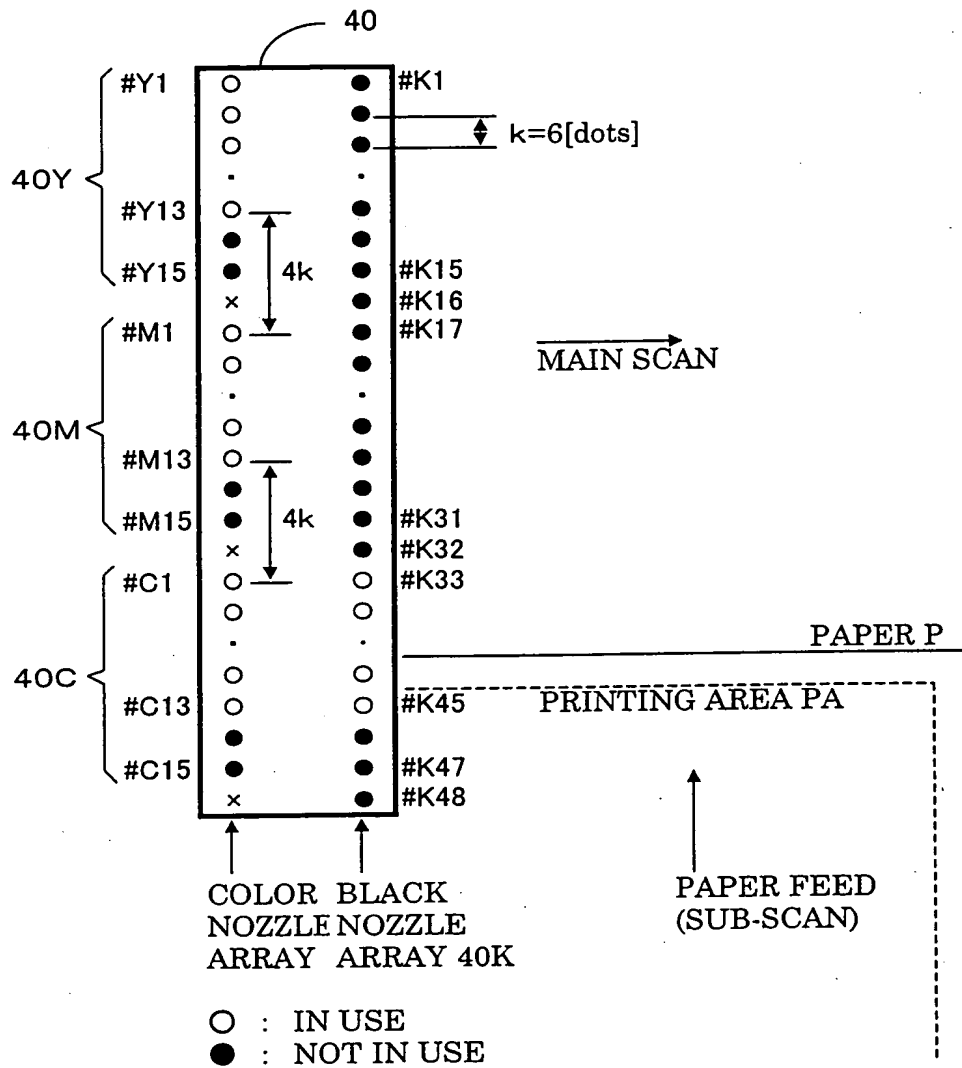 40
#Y1 #K1
k=6[dots]
40Y
#Y13
4k
#Y15 #K15
× #K16
#M1 #K17
MAIN SCAN
40M
#M13
4k
#M15 #K31
× #K32
#C1 #K33
PAPER P
40C
#C13 #K45 PRINTING AREA PA
#C15 #K47
× #K48
COLOR BLACK PAPER FEED
NOZZLE NOZZLE (SUB-SCAN)
ARRAY ARRAY 40K
○ : IN USE
● : NOT IN USE